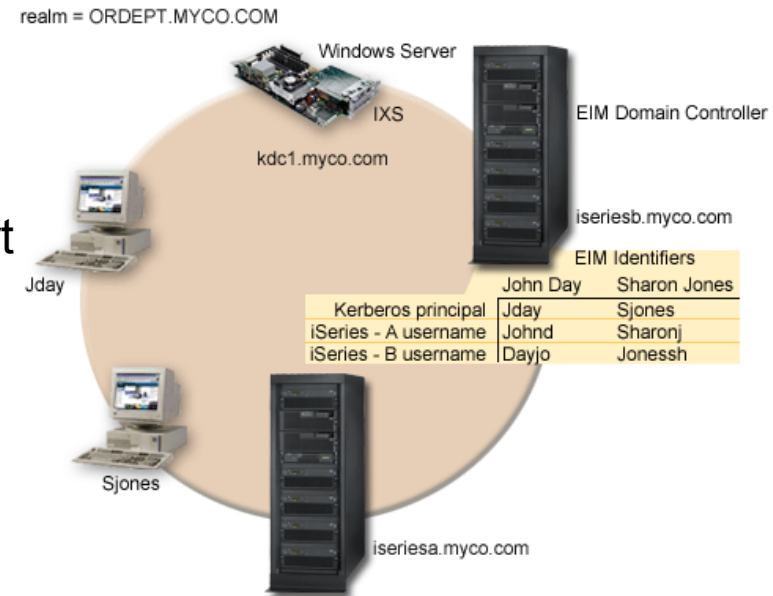 realm = ORDEPT.MYCO.COM
Windows Server
IXS
EIM Domain Controller
kdc1.myco.com
iseriesb.myco.com
t
Jday
EIM Identifiers
John Day Sharon Jones
Kerberos principal Jday Sjones
iSeries - A username Johnd Sharonj
iSeries - B username Dayjo Jonessh
Sjones
iseriesa.myco.com